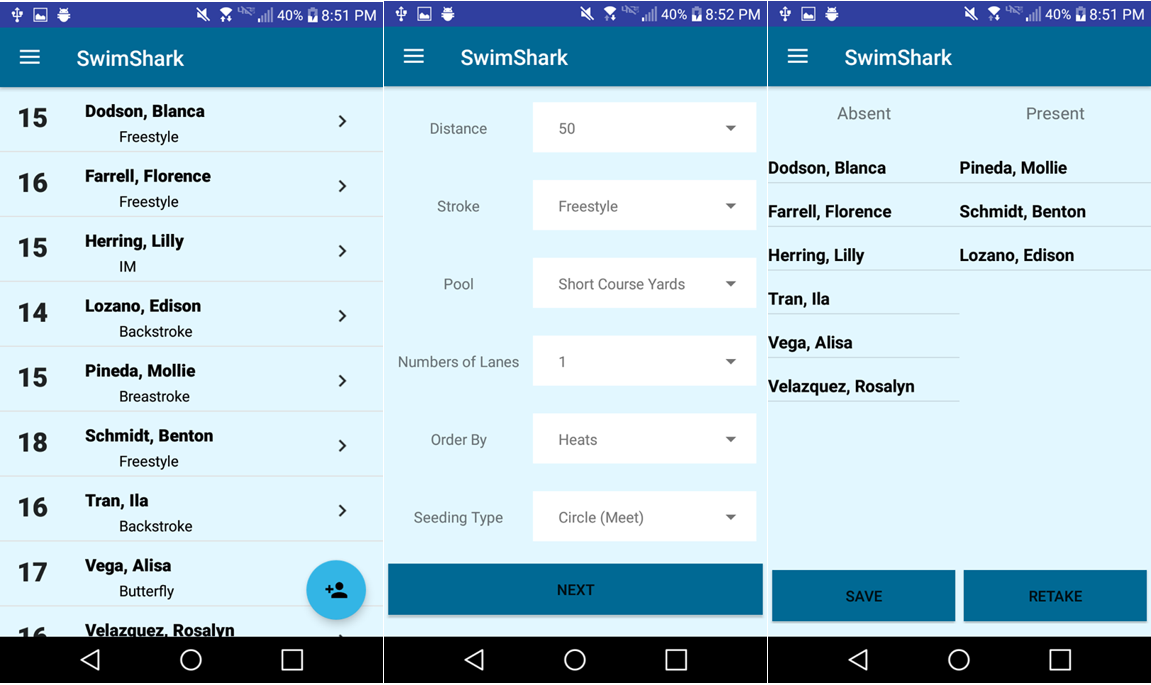 40% 8:51 PM
SwimShark
15 Dodson, Blanca
Freestyle
16 Farrell, Florence
Freestyle
15 Herring, Lilly
IM
14 Lozano, Edison
Backstroke
15 Pineda, Mollie
Breastroke
18 Schmidt, Benton
Freestyle
16 Tran, Ila
Backstroke
17 Vega, Alisa
Butterfly
16 Velazquez, Rosalyn
40% 8:52 PM
SwimShark
Distance 50
Stroke Freestyle
Pool Short Course Yards
Numbers of Lanes 1
Order By Heats
Seeding Type Circle (Meet)
NEXT
40% 8:51 PM
SwimShark
Absent Present
Dodson, Blanca Pineda, Mollie
Farrell, Florence Schmidt, Benton
Herring, Lilly Lozano, Edison
Tran, Ila
Vega, Alisa
Velazquez, Rosalyn
SAVE RETAKE